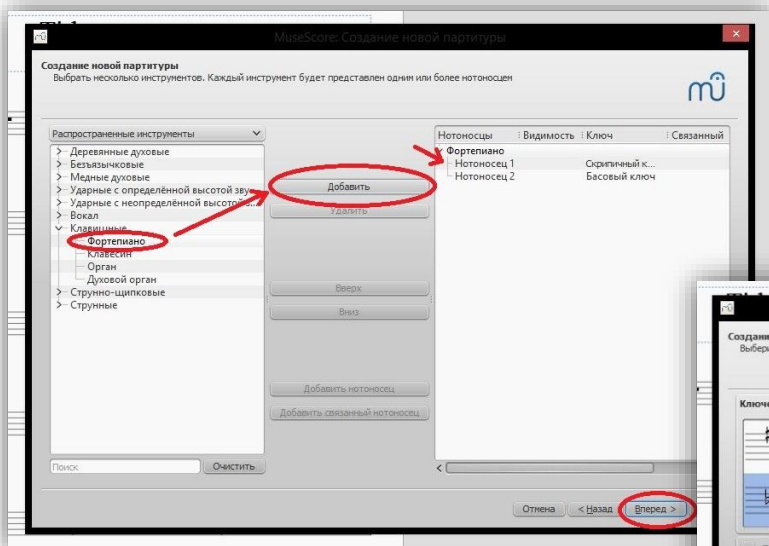 MuseScore: Создание новой партитуры
Создание новой партитуры
Выбрать несколько инструментов. Каждый инструмент будет представлен одним или более нотоносцем
Распространенные инструменты
Деревянные духовые
Безъязычковые
Медные духовые
Ударные с определённой высотой зву...
Ударные с неопределённой высотой з...
Вокал
Клавишные
Фортепиано
Клавесин
Орган
Духовой орган
Струнно-щипковые
Струнные
Поиск
Очистить
Добавить
Удалить
Вверх
Вниз
Добавить нотоносец
Добавить связанный нотоносец
Нотоносцы Видимость Ключ Связанный
Фортепиано
Нотоносец 1 Скрипичный к...
Нотоносец 2 Басовый ключ
Отмена < Назад Вперед >